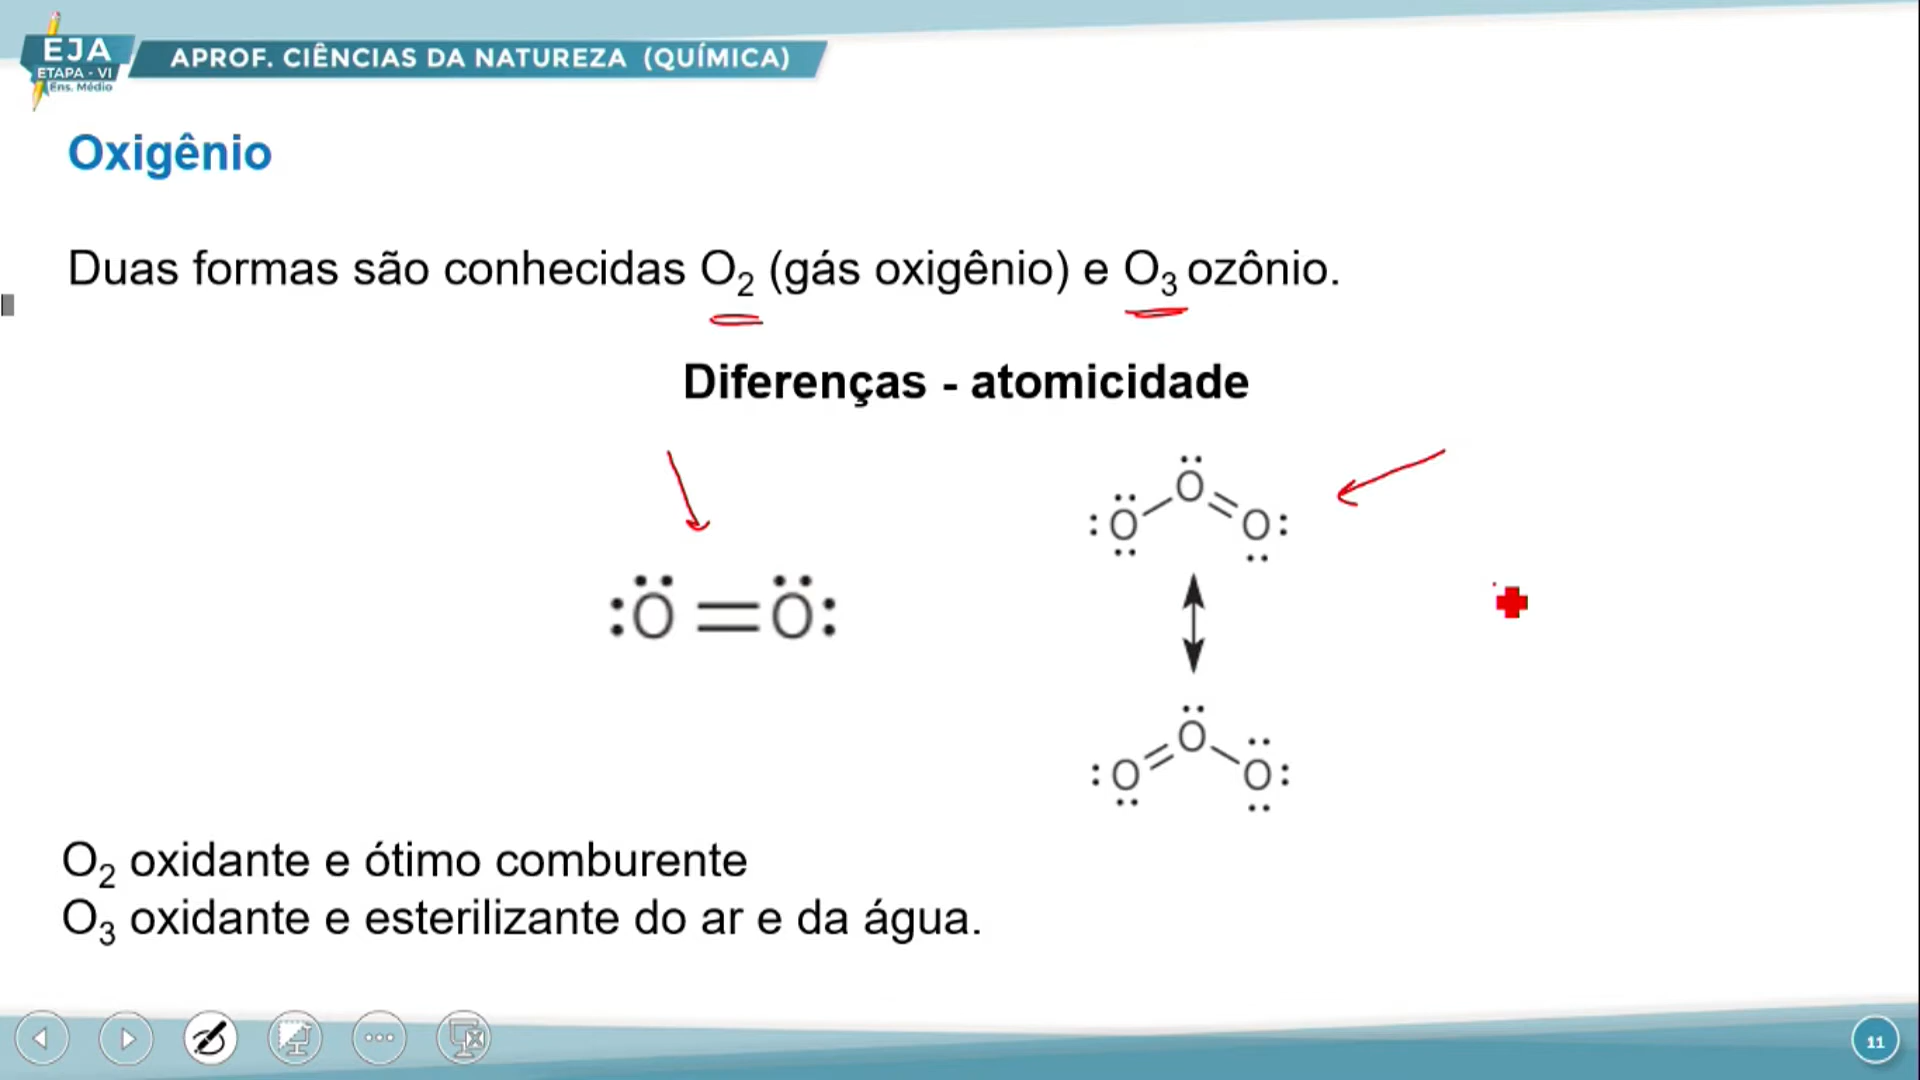 EJA
ETAPA - VI
Ens. Médio
APROF. CIÊNCIAS DA NATUREZA (QUÍMICA)
Oxigênio
Duas formas são conhecidas O₂ (gás oxigênio) e O₃ ozônio.
Diferenças - atomicidade
O
O
O
O = O
O
O
O
O₂ oxidante e ótimo comburente
O₃ oxidante e esterilizante do ar e da água.
11